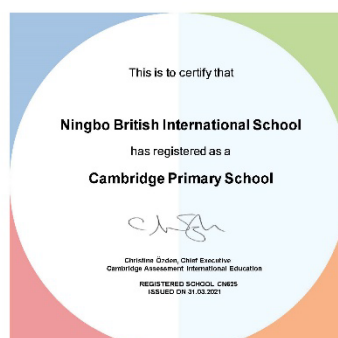 This is to certify that
Ningbo British International School
has registered as a
Cambridge Primary School
Christine Özden, Chief Executive
Cambridge Assessment International Education
REGISTERED SCHOOL CN625
ISSUED ON 31.03.2021